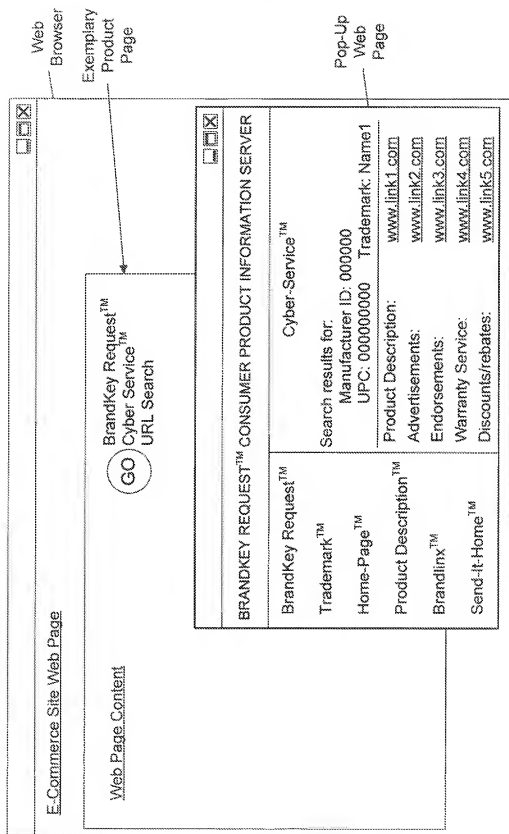 Web
Browser
Exemplary
Product
Page
E-Commerce Site Web Page
Web Page Content
GO
BrandKey Request™
Cyber Service™
URL Search
Pop-Up
Web
Page
BRANDKEY REQUEST™ CONSUMER PRODUCT INFORMATION SERVER
BrandKey Request™
Trademark™
Home-Page™
Product Description™
Brandlinx™
Send-It-Home™
Cyber-Service™
Search results for:
Manufacturer ID: 000000
UPC: 000000000 Trademark: Name1
Product Description: www.link1.com
Advertisements: www.link2.com
Endorsements: www.link3.com
Warranty Service: www.link4.com
Discounts/rebates: www.link5.com